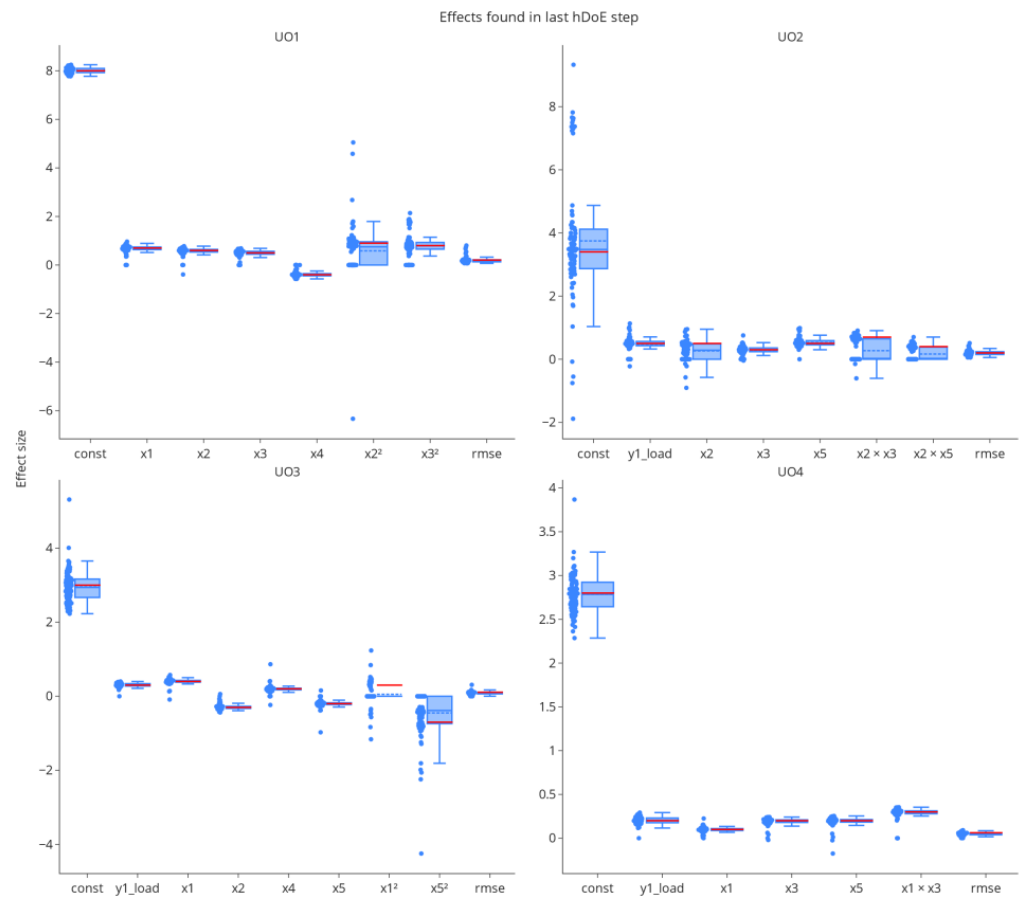 Effects found in last hDoE step
UO1
UO2
8
6
4
2
0
−2
−4
−6
const x1 x2 x3 x4 x2² x3² rmse
8
6
4
2
0
−2
const y1_load x2 x3 x5 x2 × x3 x2 × x5 rmse
Effect size
UO3
UO4
4
2
0
−2
−4
const y1_load x1 x2 x4 x5 x1² x5² rmse
4
3.5
3
2.5
2
1.5
1
0.5
0
const y1_load x1 x3 x5 x1 × x3 rmse